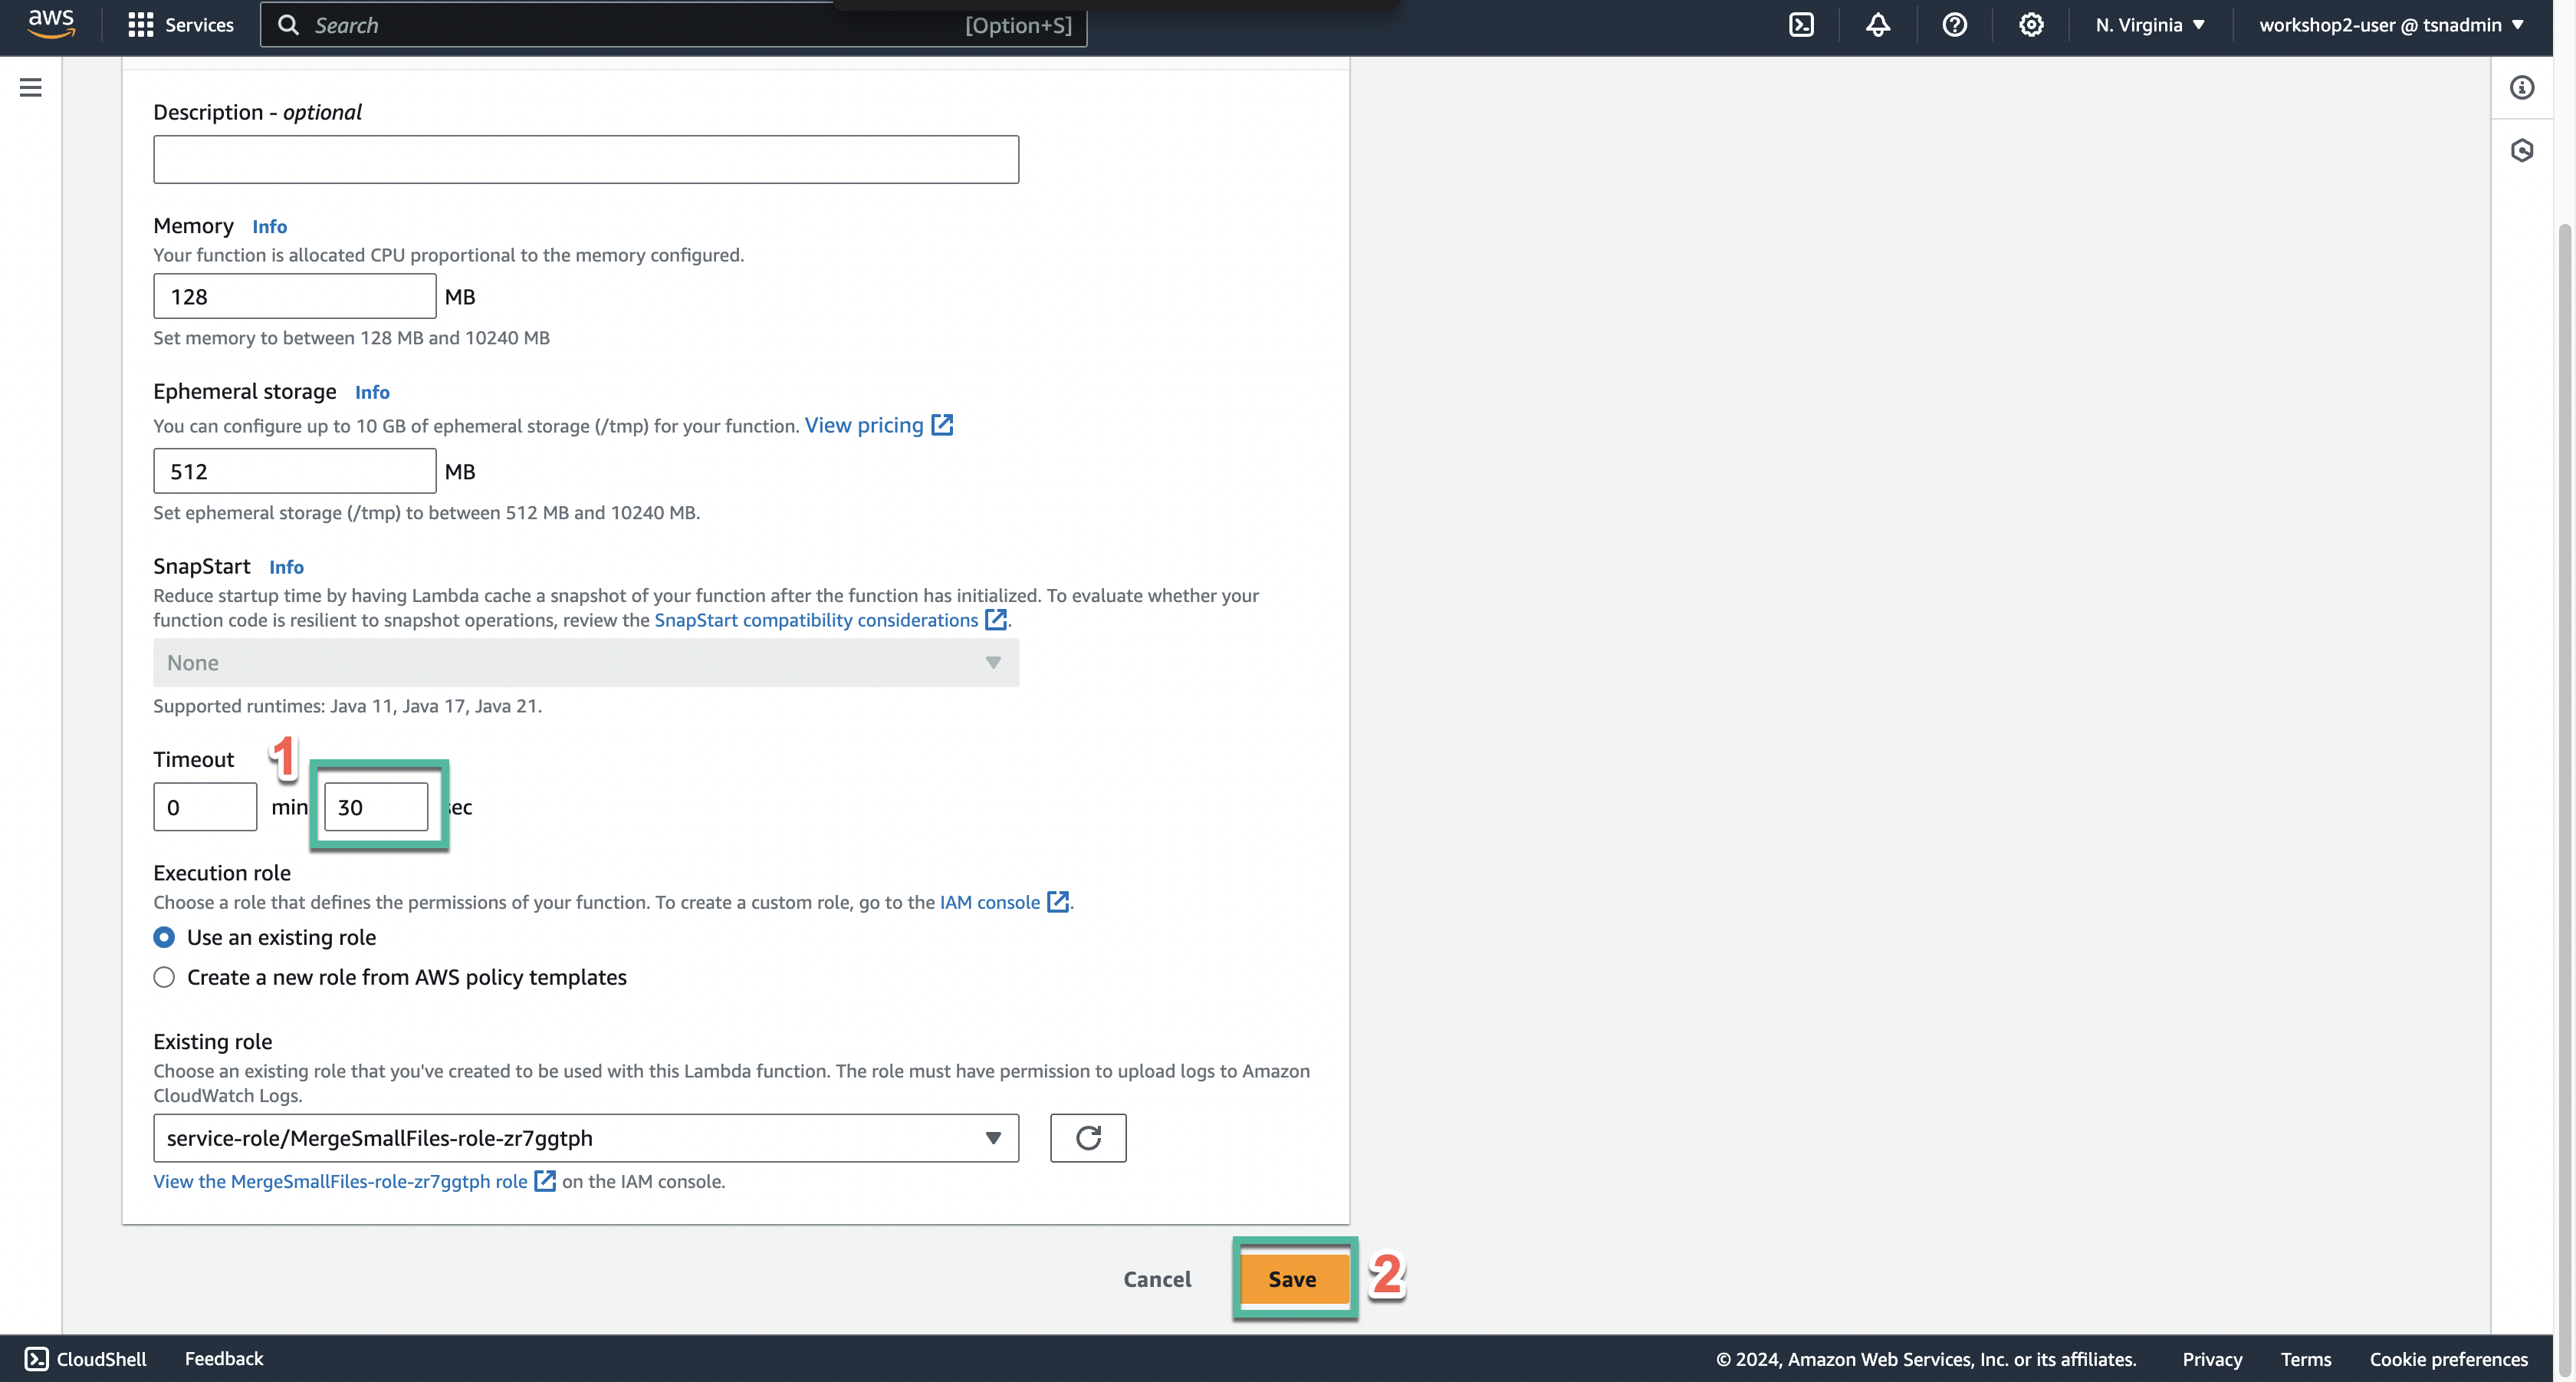 aws
Services
Search
[Option+S]
N. Virginia
workshop2-user @ tsnadmin
Description - optional
Memory Info
Your function is allocated CPU proportional to the memory configured.
128 MB
Set memory to between 128 MB and 10240 MB
Ephemeral storage Info
You can configure up to 10 GB of ephemeral storage (/tmp) for your function. View pricing
512 MB
Set ephemeral storage (/tmp) to between 512 MB and 10240 MB.
SnapStart Info
Reduce startup time by having Lambda cache a snapshot of your function after the function has initialized. To evaluate whether your
function code is resilient to snapshot operations, review the SnapStart compatibility considerations.
None
Supported runtimes: Java 11, Java 17, Java 21.
Timeout 1
0 min 30 sec
Execution role
Choose a role that defines the permissions of your function. To create a custom role, go to the IAM console.
Use an existing role
Create a new role from AWS policy templates
Existing role
Choose an existing role that you've created to be used with this Lambda function. The role must have permission to upload logs to Amazon
CloudWatch Logs.
service-role/MergeSmallFiles-role-zr7ggtph
View the MergeSmallFiles-role-zr7ggtph role on the IAM console.
Cancel Save 2
CloudShell Feedback © 2024, Amazon Web Services, Inc. or its affiliates. Privacy Terms Cookie preferences